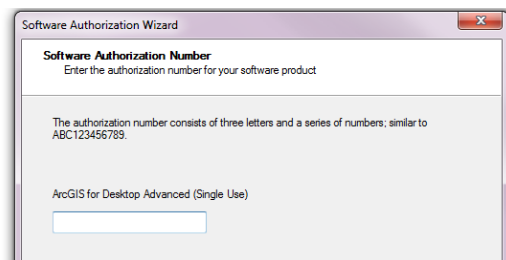 Software Authorization Wizard
Software Authorization Number
Enter the authorization number for your software product
The authorization number consists of three letters and a series of numbers; similar to
ABC123456789.
ArcGIS for Desktop Advanced (Single Use)